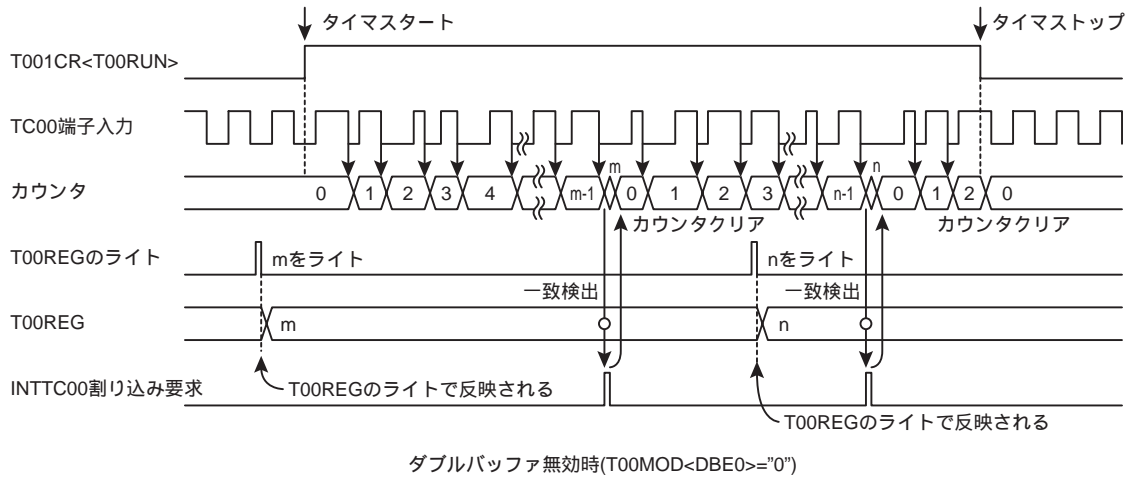 タイマスタート
タイマストップ
T001CR<T00RUN>
TC00端子入力
m n
カウンタ 0 1 2 3 4 m-1 0 1 2 3 n-1 0 1 2 0
カウンタクリア カウンタクリア
T00REGのライト mをライト nをライト
一致検出 一致検出
T00REG m n
INTTC00割り込み要求 T00REGのライトで反映される
T00REGのライトで反映される
ダブルバッファ無効時(T00MOD<DBE0>=”0”)